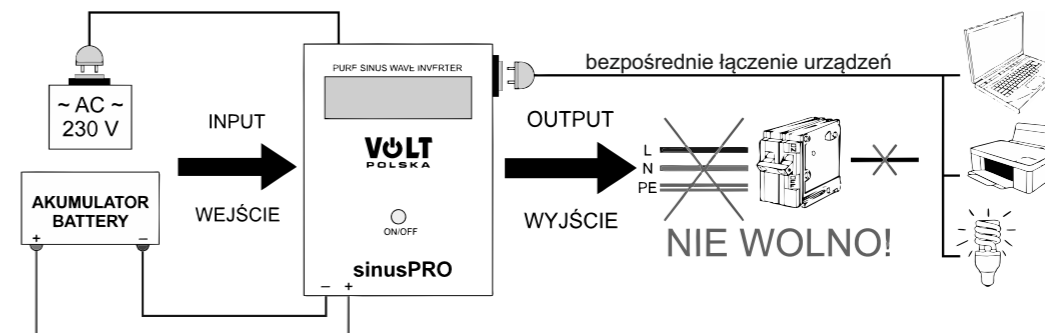 ~ AC ~
230 V
AKUMULATOR
BATTERY
+ –
INPUT
WEJŚCIE
PURE SINUS WAVE INVERTER
VOLT
POLSKA
ON/OFF
sinusPRO
– +
OUTPUT
WYJŚCIE
bezpośrednie łączenie urządzeń
L
N
PE
NIE WOLNO!